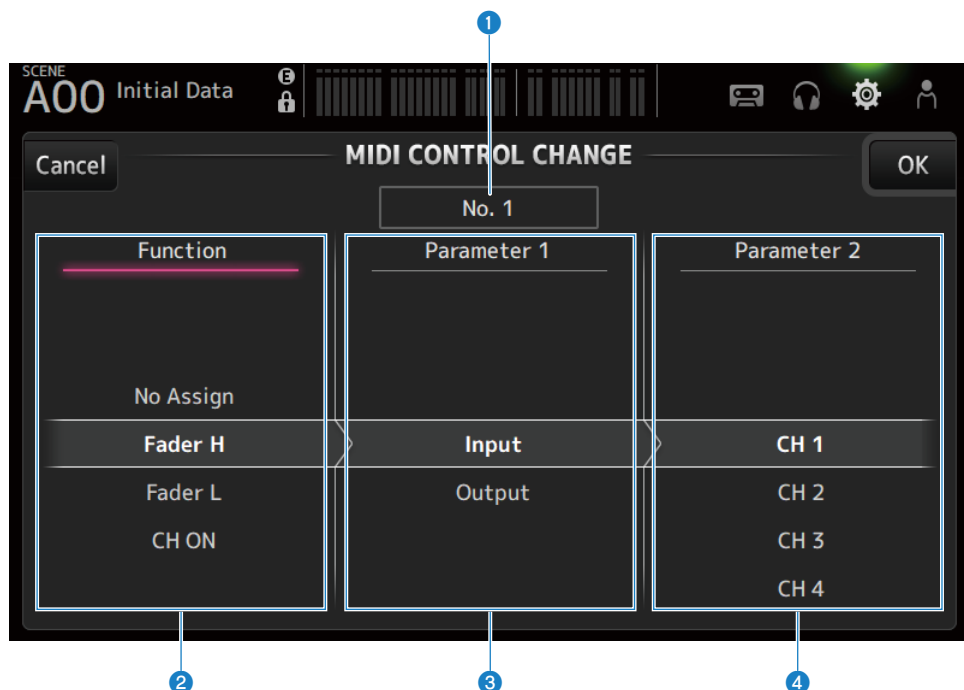 1
SCENE
A00 Initial Data E
Cancel
MIDI CONTROL CHANGE
OK
No. 1
Function
Parameter 1
Parameter 2
No Assign
Fader H
Input
CH 1
Fader L
Output
CH 2
CH ON
CH 3
CH 4
2
3
4